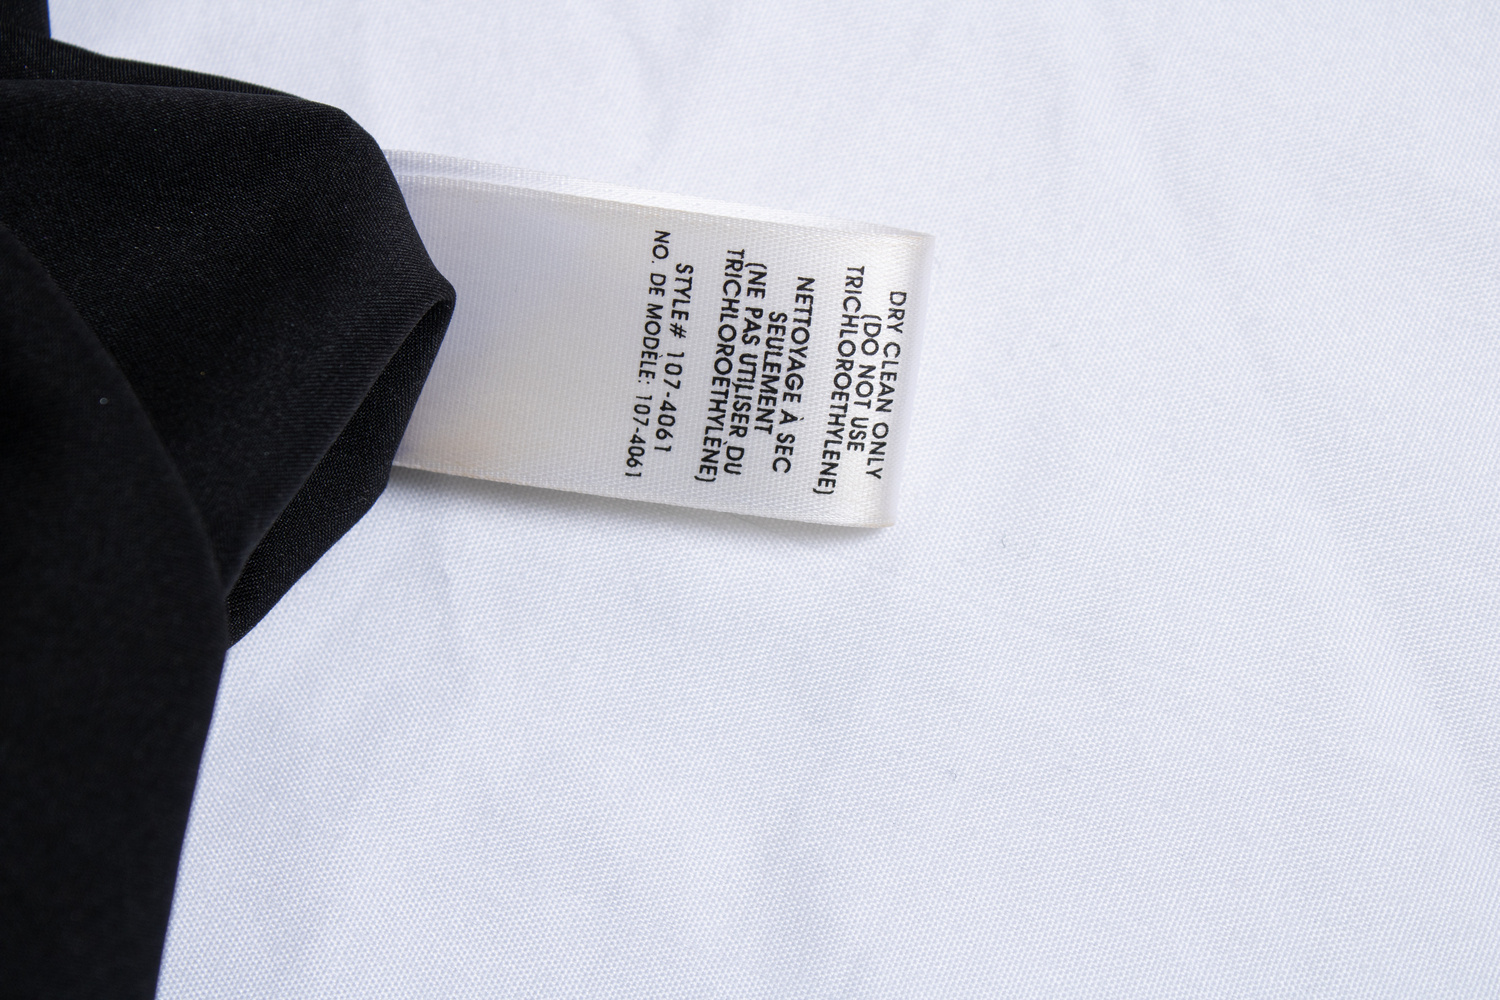 DRY CLEAN ONLY
(DO NOT USE
TRICHLOROETHYLENE)
NETTOYAGE À SEC
SEULEMENT
(NE PAS UTILISER DU
TRICHLOROÉTHYLÈNE)
STYLE# 107-4061
NO. DE MODÈLE: 107-4061